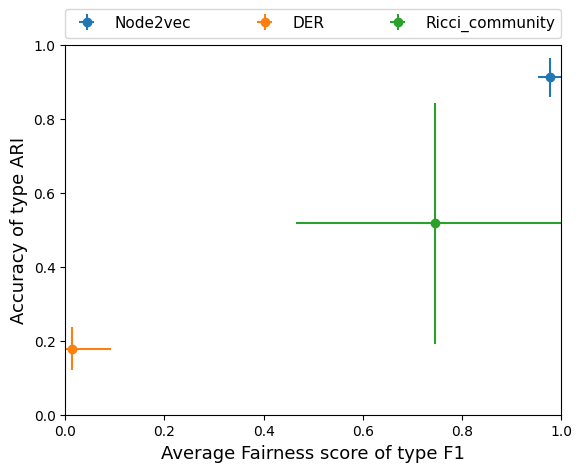 Node2vec DER Ricci_community
1.0
0.8
0.6
0.4
0.2
0.0
Accuracy of type ARI
0.0 0.2 0.4 0.6 0.8 1.0
Average Fairness score of type F1